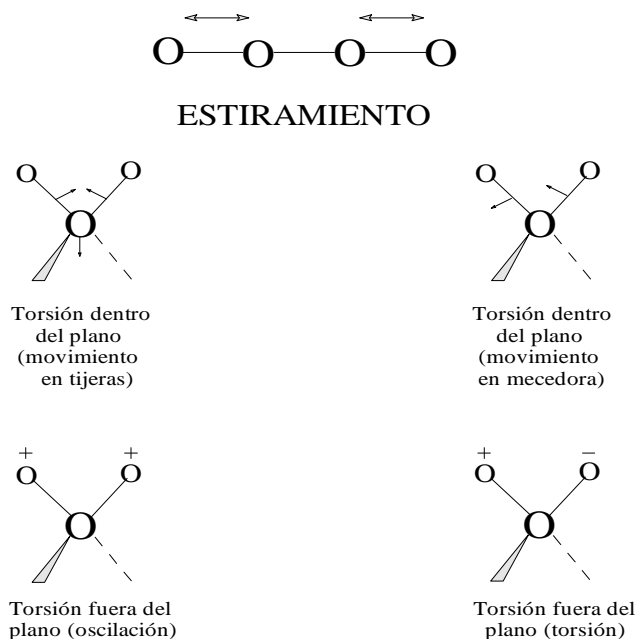 ESTIRAMIENTO
Torsión dentro
del plano
(movimiento
en tijeras)
Torsión dentro
del plano
(movimiento
en mecedora)
+ +
+ −
Torsión fuera del
plano (oscilación)
Torsión fuera del
plano (torsión)